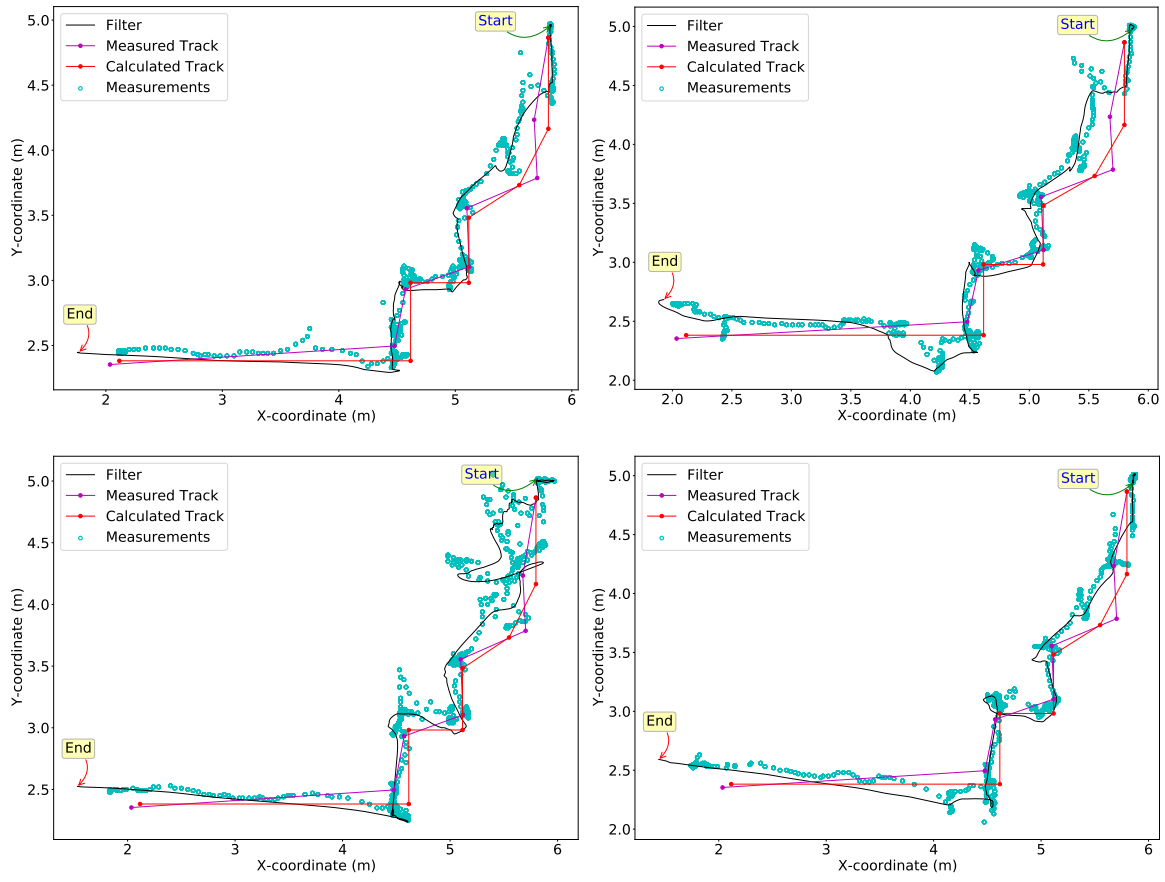 Filter
Measured Track
Calculated Track
Measurements
Start
End
5.0
4.5
4.0
3.5
3.0
2.5
Y-coordinate (m)
2 3 4 5 6
X-coordinate (m)
Filter
Measured Track
Calculated Track
Measurements
Start
End
5.0
4.5
4.0
3.5
3.0
2.5
2.0
Y-coordinate (m)
2.0 2.5 3.0 3.5 4.0 4.5 5.0 5.5 6.0
X-coordinate (m)
Filter
Measured Track
Calculated Track
Measurements
Start
End
5.0
4.5
4.0
3.5
3.0
2.5
Y-coordinate (m)
2 3 4 5 6
X-coordinate (m)
Filter
Measured Track
Calculated Track
Measurements
Start
End
5.0
4.5
4.0
3.5
3.0
2.5
2.0
Y-coordinate (m)
2 3 4 5 6
X-coordinate (m)